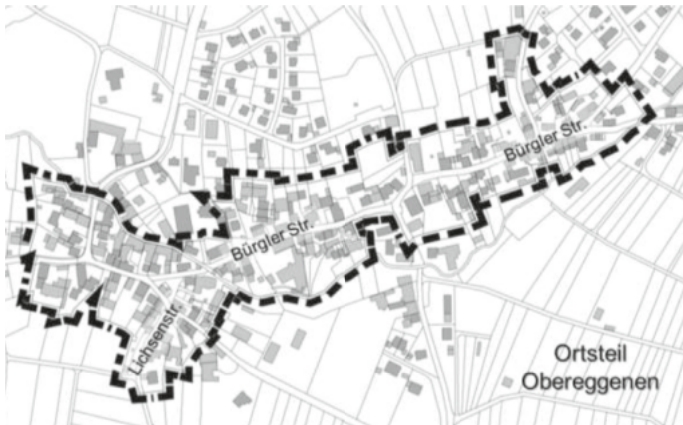 Bürgler Str.
Bürgler Str.
Lichsenstr.
Ortsteil
Obereggenen